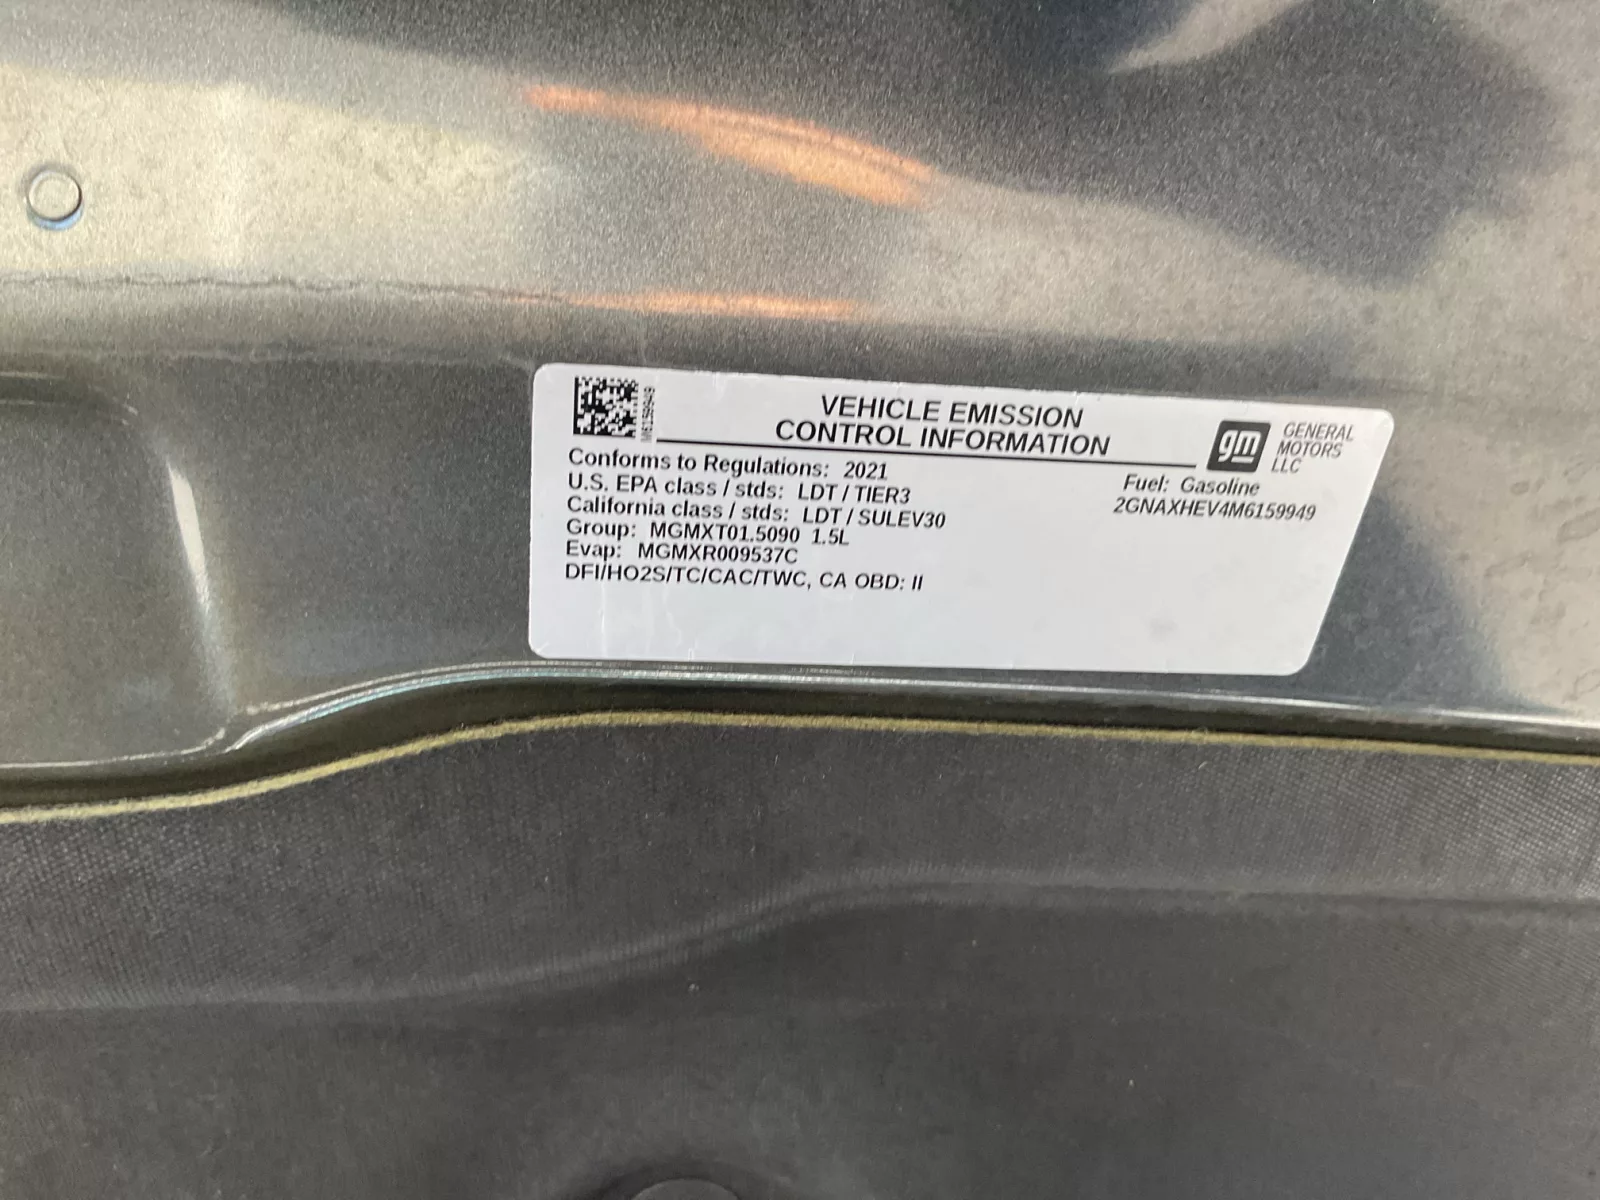 M6159949
VEHICLE EMISSION
CONTROL INFORMATION
gm
GENERAL
MOTORS
LLC
Conforms to Regulations: 2021
U.S. EPA class / stds: LDT / TIER3
California class / stds: LDT / SULEV30
Group: MGMXT01.5090 1.5L
Evap: MGMXR009537C
DFI/HO2S/TC/CAC/TWC, CA OBD: II
Fuel: Gasoline
2GNAXHEV4M6159949